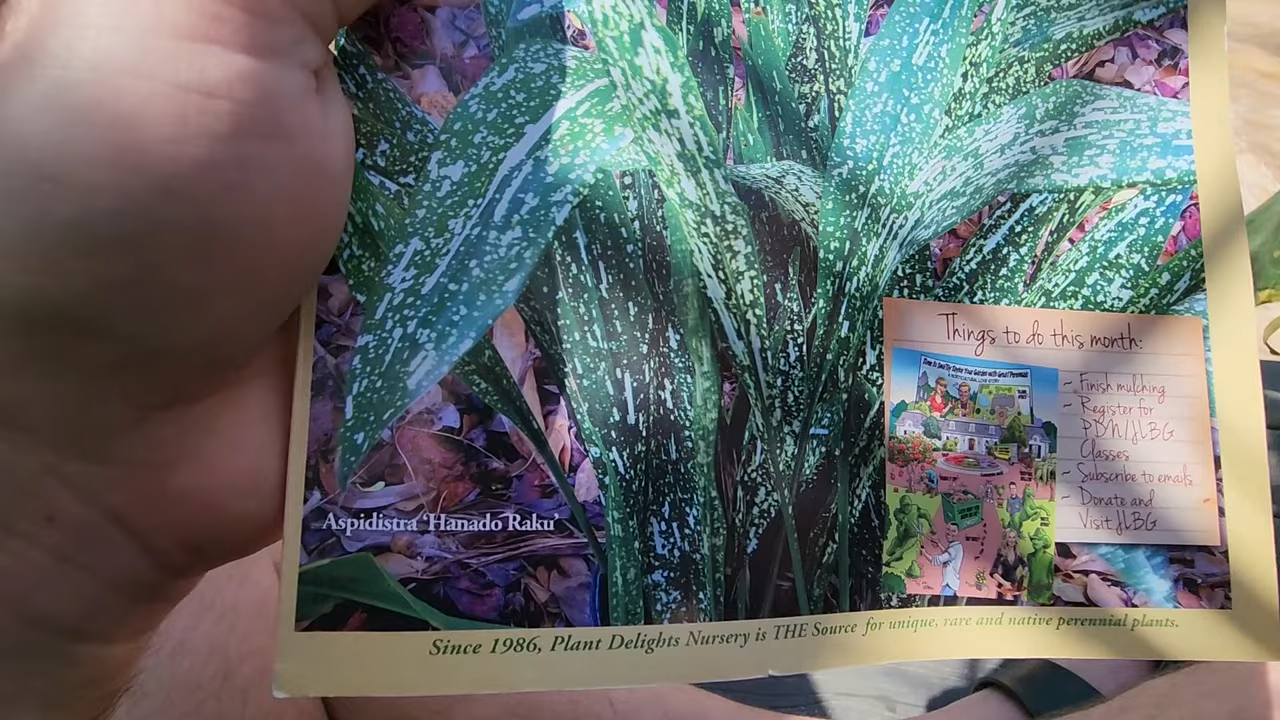 Things to do this month:
~ Finish mulching
~ Register for
PDN/JLBG
Classes
~ Subscribe to emails
~ Donate and
Visit JLBG
Aspidistra ‘Hanado Raku’
Since 1986, Plant Delights Nursery is THE Source for unique, rare and native perennial plants.